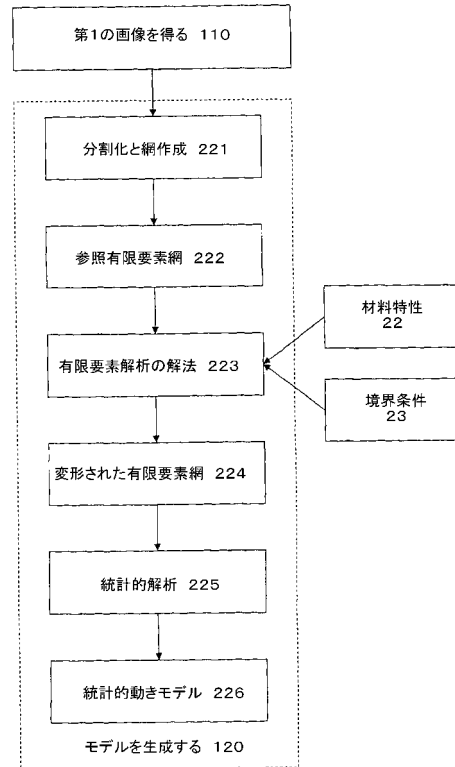 第1の画像を得る 110
分割化と網作成 221
参照有限要素網 222
有限要素解析の解法 223
材料特性
22
境界条件
23
変形された有限要素網 224
統計的解析 225
統計的動きモデル 226
モデルを生成する 120